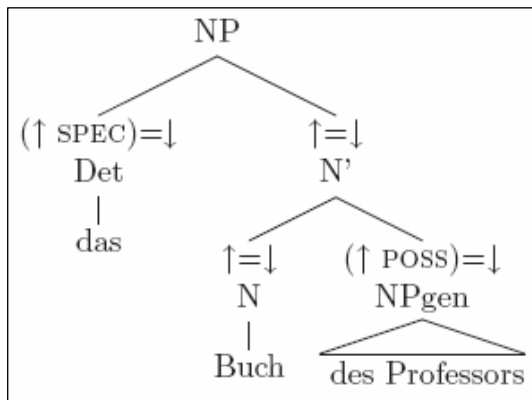 NP
(↑ SPEC)=↓ ↑=↓
Det N'
das
↑=↓ (↑ POSS)=↓
N NPgen
Buch des Professors